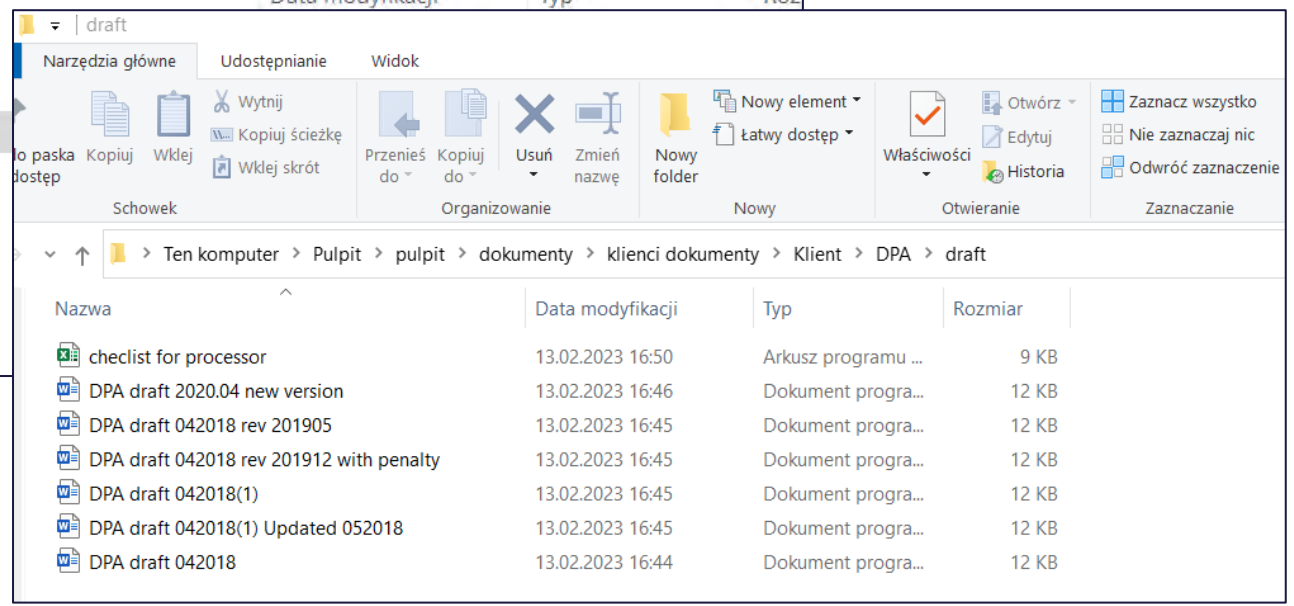 Data modyfikacji Typ Roz
draft
Narzędzia główne Udostępnianie Widok
do paska
dostęp
Kopiuj
Wklej
Wytnij
Kopiuj ścieżkę
Wklej skrót
Schowek
Przenieś
do
Kopiuj
do
Usuń
Zmień
nazwę
Organizowanie
Nowy
folder
Nowy element
Łatwy dostęp
Nowy
Właściwości
Otwórz
Edytuj
Historia
Otwieranie
Zaznacz wszystko
Nie zaznaczaj nic
Odwróć zaznaczenie
Zaznaczanie
> Ten komputer > Pulpit > pulpit > dokumenty > klienci dokumenty > Klient > DPA > draft
Nazwa Data modyfikacji Typ Rozmiar
checlist for processor 13.02.2023 16:50 Arkusz programu ... 9 KB
DPA draft 2020.04 new version 13.02.2023 16:46 Dokument progra... 12 KB
DPA draft 042018 rev 201905 13.02.2023 16:45 Dokument progra... 12 KB
DPA draft 042018 rev 201912 with penalty 13.02.2023 16:45 Dokument progra... 12 KB
DPA draft 042018(1) 13.02.2023 16:45 Dokument progra... 12 KB
DPA draft 042018(1) Updated 052018 13.02.2023 16:45 Dokument progra... 12 KB
DPA draft 042018 13.02.2023 16:44 Dokument progra... 12 KB